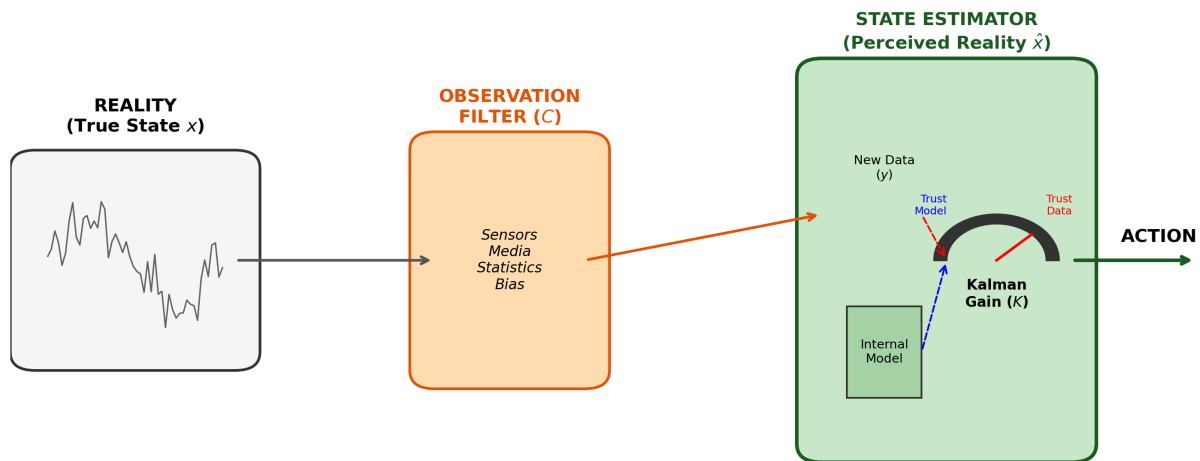 REALITY
(True State x)
OBSERVATION
FILTER (C)
Sensors
Media
Statistics
Bias
STATE ESTIMATOR
(Perceived Reality x̂)
New Data
(y)
Trust
Model
Trust
Data
Kalman
Gain (K)
Internal
Model
ACTION